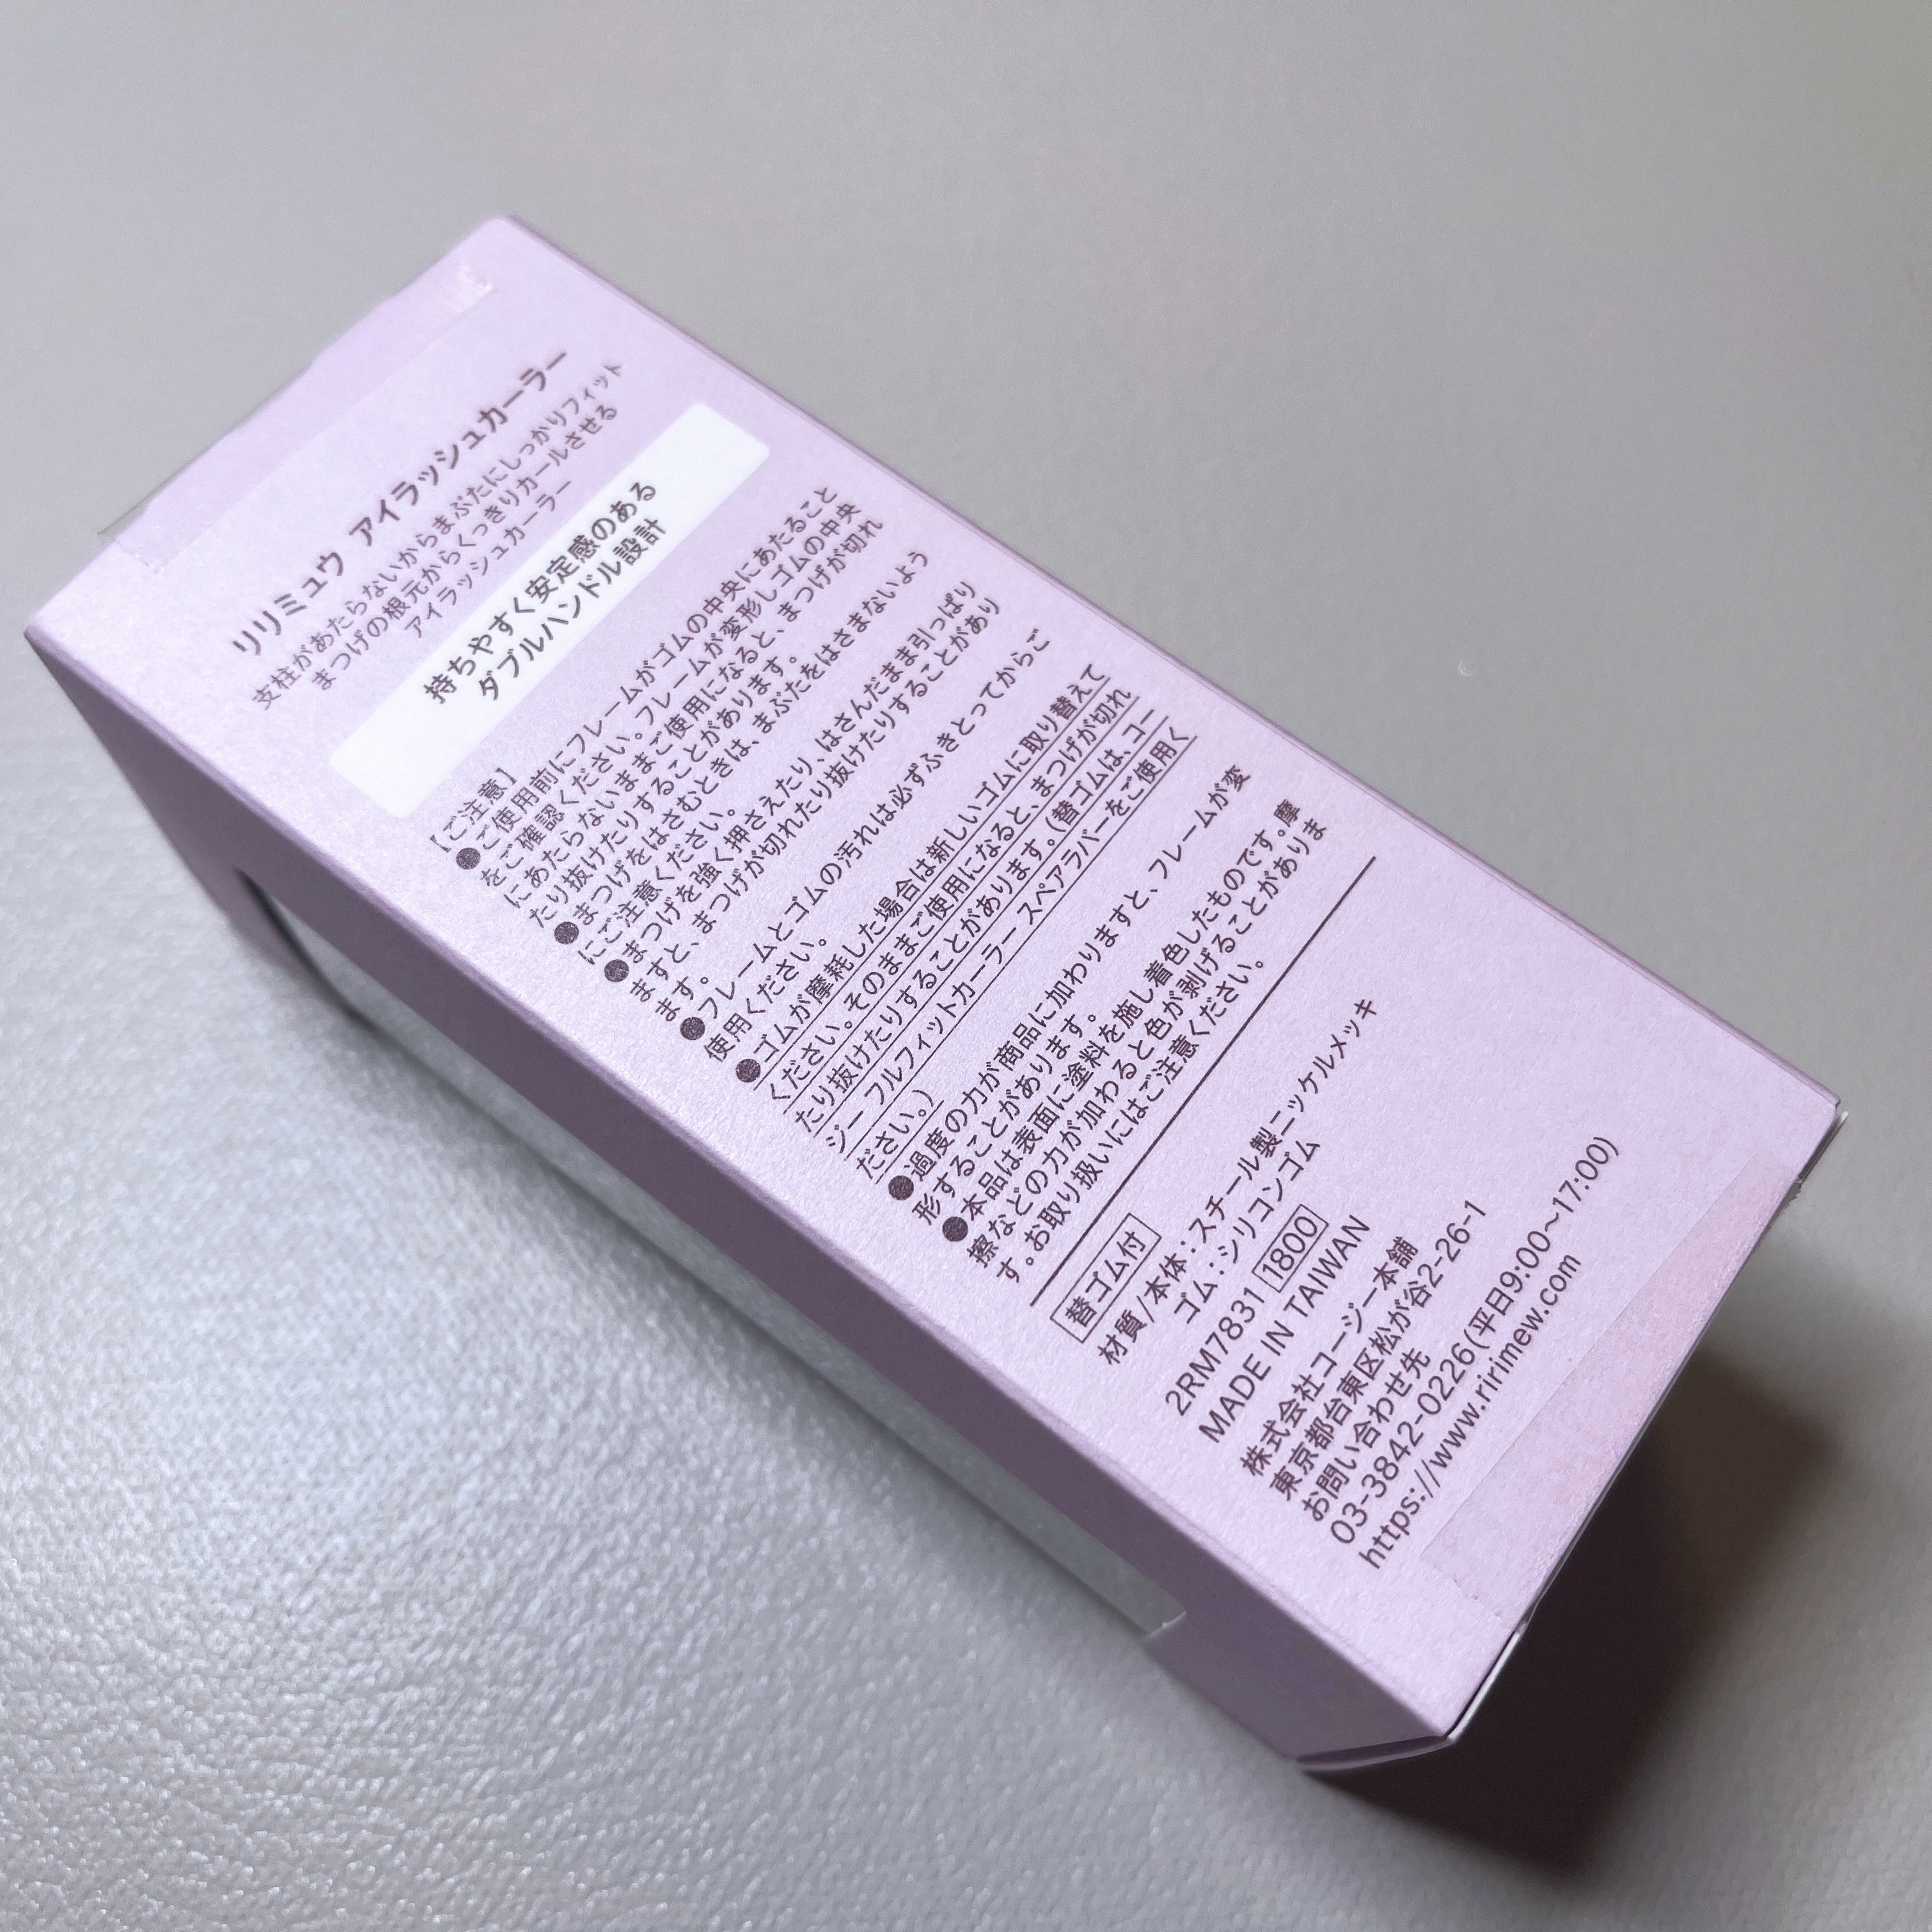 リリミュウ アイラッシュカーラー
支柱があたらないからまぶたにしっかりフィット
まつげの根元からくっきりカールさせる
アイラッシュカーラー
持ちやすく安定感のある
ダブルハンドル設計
【ご注意】
●ご使用前にフレームがゴムの中央にあたること
をご確認ください。フレームが変形しゴムの中央
にあたらないままご使用になると、まつげが切れ
たり抜けたりすることがあります。
●まつげをはさむときは、まぶたをはさまないよう
にご注意ください。
●まつげを強く押さえたり、はさんだまま引っぱり
ますと、まつげが切れたり抜けたりすることがあり
ます。
●フレームとゴムの汚れは必ずふきとってからご
使用ください。
●ゴムが摩耗した場合は新しいゴムに取り替えて
ください。そのままご使用になると、まつげが切れ
たり抜けたりすることがあります。(替ゴムは、コー
ジー フルフィットカーラー スペアラバーをご使用く
ださい。)
●過度の力が商品に加わりますと、フレームが変
形することがあります。
●本品は表面に塗料を施し着色したものです。摩
擦などの力が加わると色が剥げることがありま
す。お取り扱いにはご注意ください。
替ゴム付
材質/本体:スチール製ニッケルメッキ
ゴム:シリコンゴム
2RM7831 1800
MADE IN TAIWAN
株式会社コージー本舗
東京都台東区松が谷2-26-1
お問い合わせ先
03-3842-0226(平日9:00〜17:00)
https://www.ririmew.com